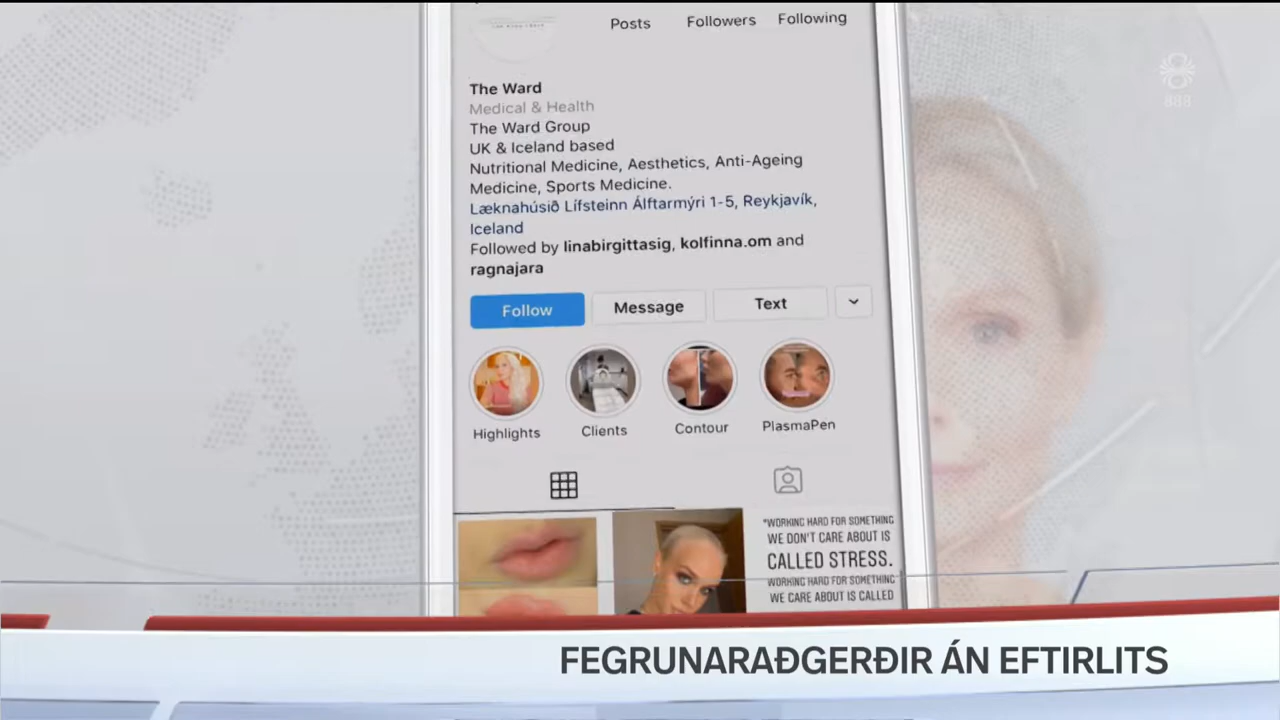 Posts Followers Following
The Ward
Medical & Health
The Ward Group
UK & Iceland based
Nutritional Medicine, Aesthetics, Anti-Ageing
Medicine, Sports Medicine.
Læknahúsið Lífsteinn Álftarmýri 1-5, Reykjavík,
Iceland
Followed by linabirgittasig, kolfinna.om and
ragnajara
Follow Message Text
Highlights Clients Contour PlasmaPen
"WORKING HARD FOR SOMETHING
WE DON'T CARE ABOUT IS
CALLED STRESS.
WORKING HARD FOR SOMETHING
WE CARE ABOUT IS CALLED
888
FEGRUNARAÐGERÐIR ÁN EFTIRLITS